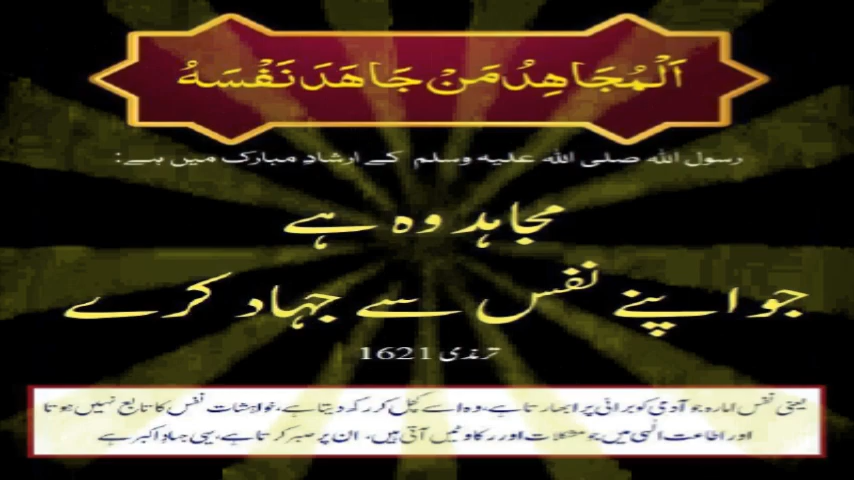 اَلْمُجَاهِدُ مَنْ جَاهَدَ نَفْسَهُ
رسول اللہ صلی اللہ علیہ وسلم کے ارشادِ مبارک میں ہے:
مجاہد وہ ہے
جو اپنے نفس سے جہاد کرے
ترمذی 1621
یعنی نفس امارہ جو آدمی کو برائی پر ابھارتا ہے، وہ اسے کچل کر رکھ دیتا ہے، خواہشات نفس کا تابع نہیں ہوتا
اور اطاعت الٰہی میں جو مشکلات اور رکاوٹیں آتی ہیں، ان پر صبر کرتا ہے، یہی جہادِ اکبر ہے